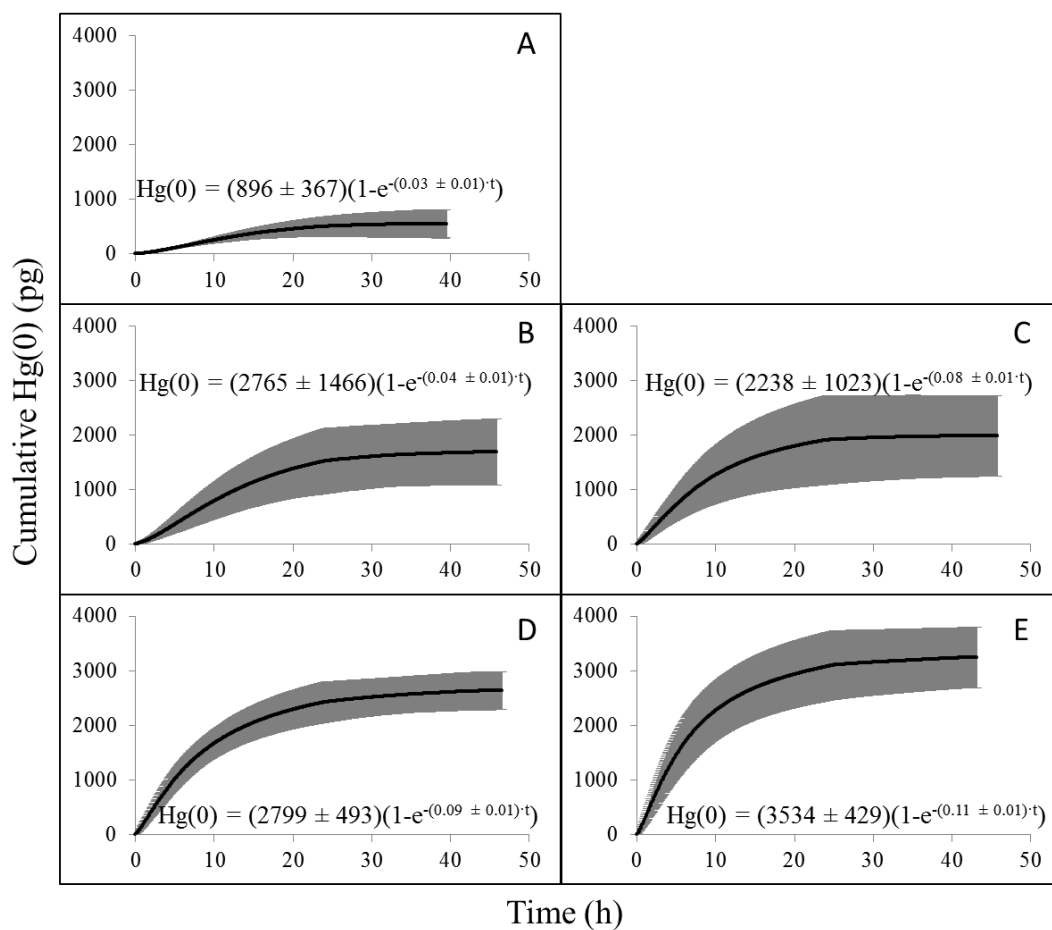 Cumulative Hg(0) (pg)
A
4000
3000
2000
1000
0
Hg(0) = (896 ± 367)(1-e^-(0.03 ± 0.01)·t)
0 10 20 30 40 50
B
4000
3000
2000
1000
0
Hg(0) = (2765 ± 1466)(1-e^-(0.04 ± 0.01)·t)
0 10 20 30 40 50
C
4000
3000
2000
1000
0
Hg(0) = (2238 ± 1023)(1-e^-(0.08 ± 0.01·t)
0 10 20 30 40 50
D
4000
3000
2000
1000
0
Hg(0) = (2799 ± 493)(1-e^-(0.09 ± 0.01)·t)
0 10 20 30 40 50
E
4000
3000
2000
1000
0
Hg(0) = (3534 ± 429)(1-e^-(0.11 ± 0.01)·t)
0 10 20 30 40 50
Time (h)